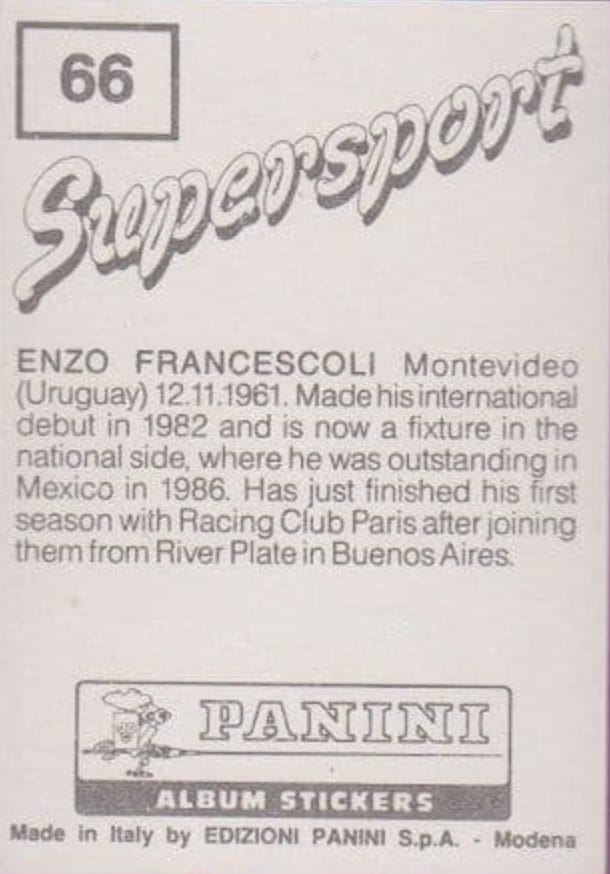 66
Supersport
ENZO FRANCESCOLI Montevideo
(Uruguay) 12.11.1961. Made his international
debut in 1982 and is now a fixture in the
national side, where he was outstanding in
Mexico in 1986. Has just finished his first
season with Racing Club Paris after joining
them from River Plate in Buenos Aires.
PANINI
ALBUM STICKERS
Made in Italy by EDIZIONI PANINI S.p.A. - Modena